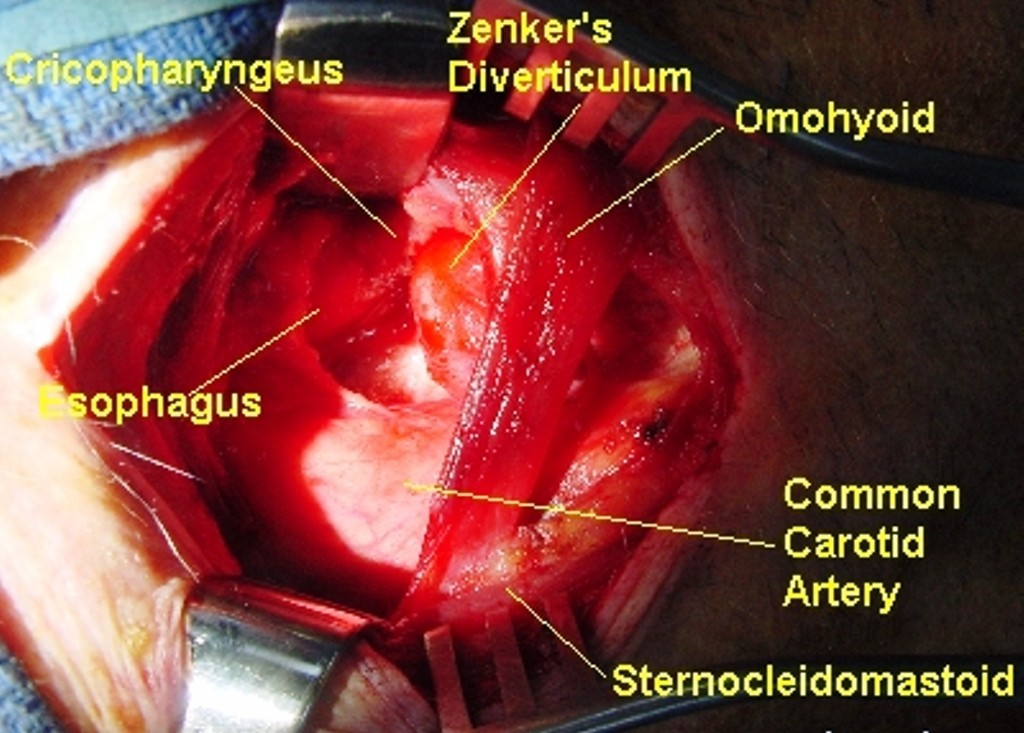 Zenker's
Diverticulum
Cricopharyngeus
Omohyoid
Esophagus
Common
Carotid
Artery
Sternocleidomastoid